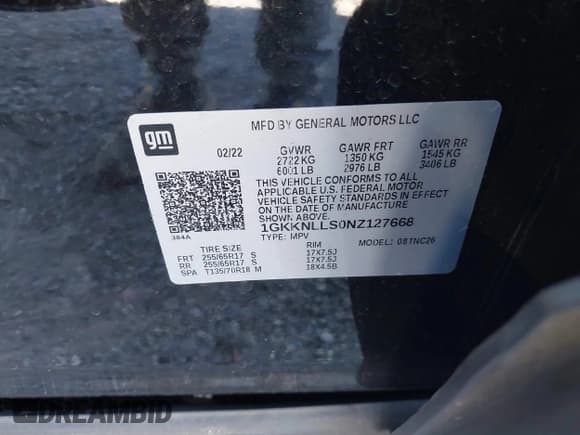 gm
MFD BY GENERAL MOTORS LLC
02/22 GVWR GAWR FRT GAWR RR
2722 KG 1350 KG 1545 KG
6001 LB 2976 LB 3406 LB
THIS VEHICLE CONFORMS TO ALL
APPLICABLE U.S. FEDERAL MOTOR
VEHICLE SAFETY STANDARDS IN EFFECT
ON THE DATE OF MANUFACTURE
SHOWN ABOVE.
1GKKNLLS0NZ127668
TYPE: MPV MODEL: 08TNC26
384A
TIRE SIZE RIM
FRT 255/65R17 S 17X7.5J
RR 255/65R17 S 17X7.5J
SPA T135/70R18 M 18X4.5B
DREAMBID